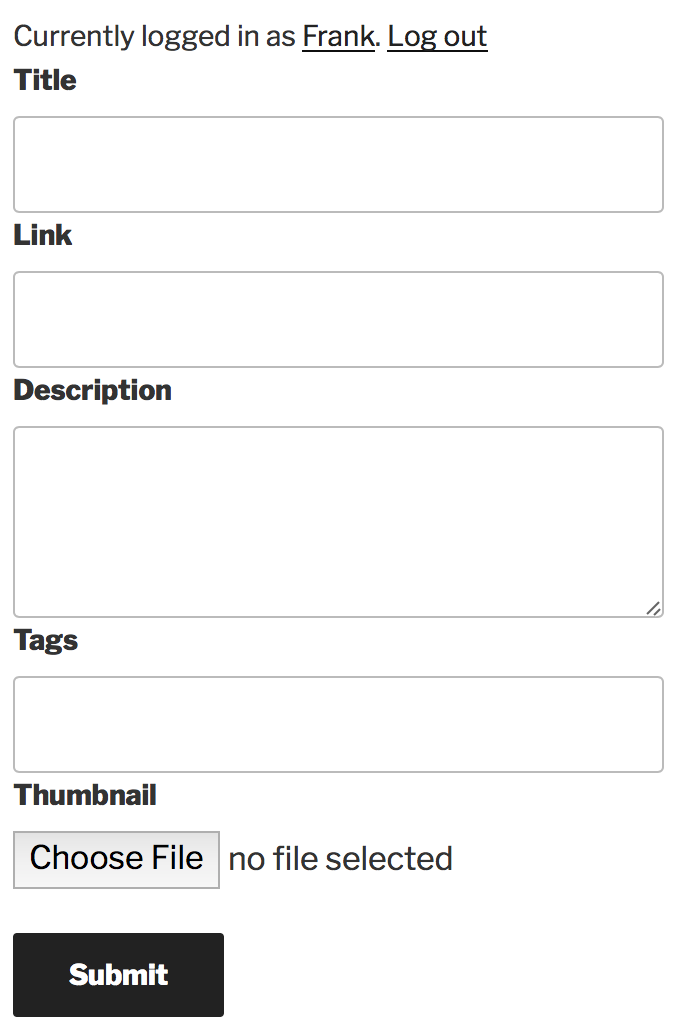 Currently logged in as Frank. Log out
Title
Link
Description
Tags
Thumbnail
Choose File no file selected
Submit